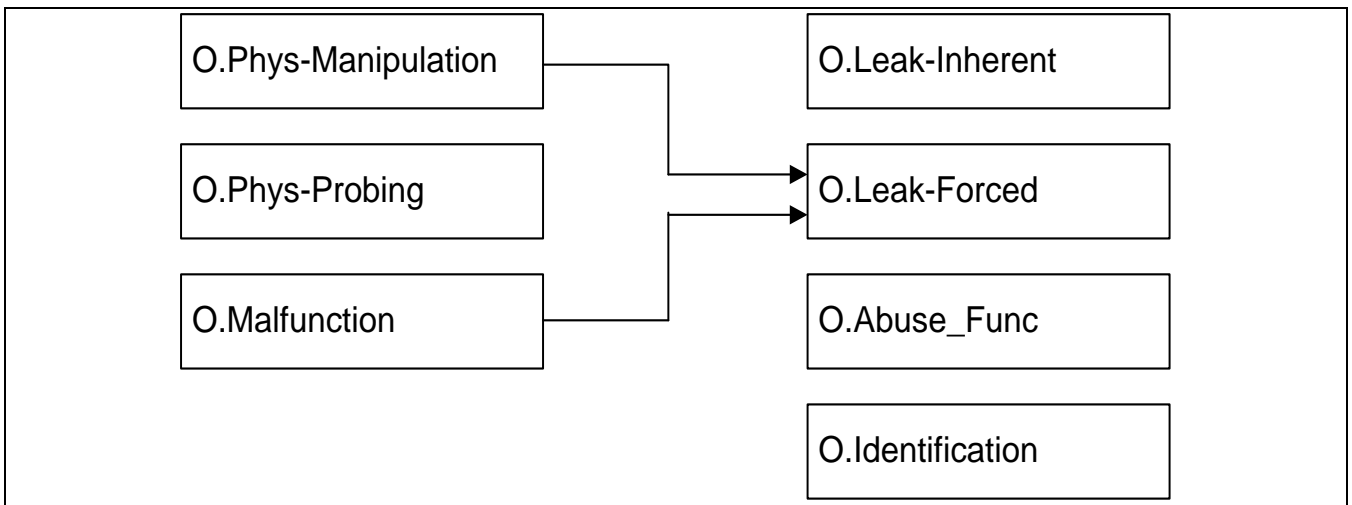 O.Phys-Manipulation
O.Leak-Inherent
O.Phys-Probing
O.Leak-Forced
O.Malfunction
O.Abuse_Func
O.Identification